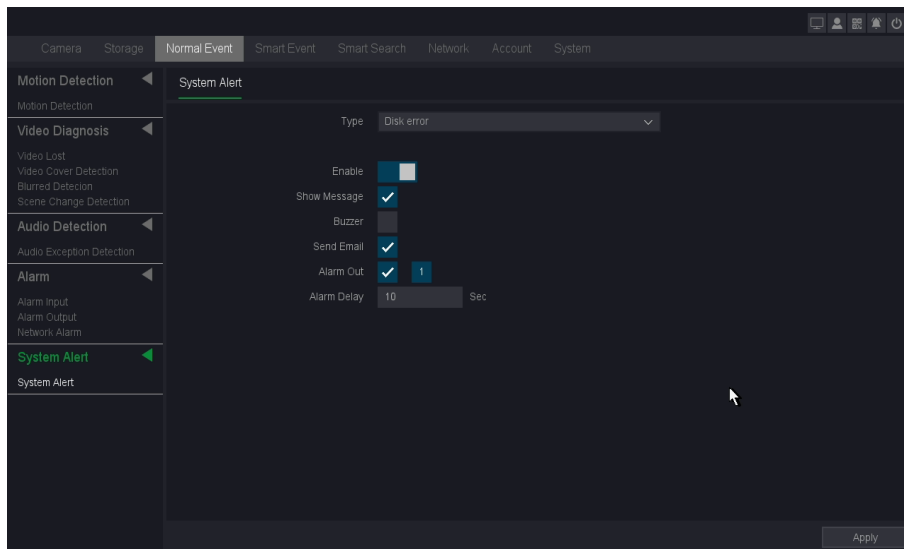 Camera Storage Normal Event Smart Event Smart Search Network Account System
Motion Detection
Motion Detection
Video Diagnosis
Video Lost
Video Cover Detection
Blurred Detecion
Scene Change Detection
Audio Detection
Audio Exception Detection
Alarm
Alarm Input
Alarm Output
Network Alarm
System Alert
System Alert
System Alert
Type Disk error
Enable
Show Message
Buzzer
Send Email
Alarm Out 1
Alarm Delay 10 Sec
Apply